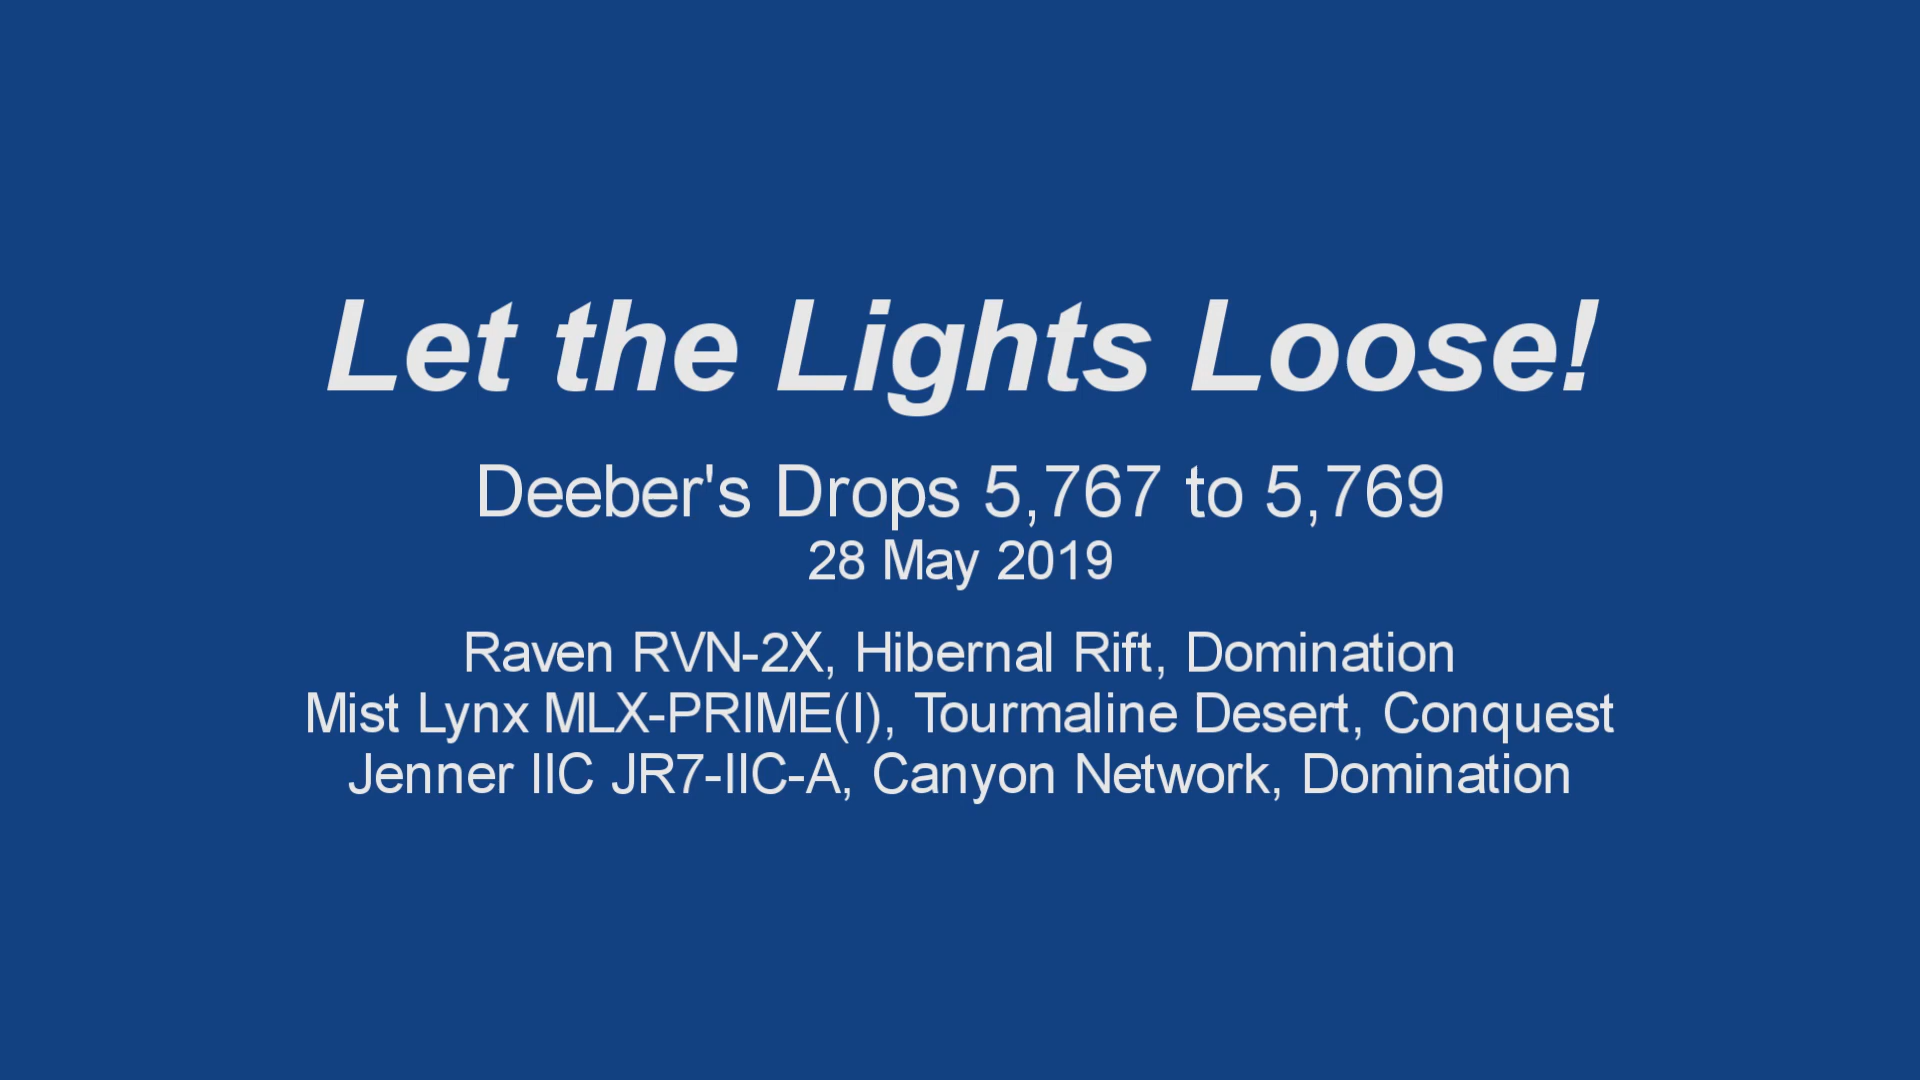 Let the Lights Loose!
Deeber's Drops 5,767 to 5,769
28 May 2019
Raven RVN-2X, Hibernal Rift, Domination
Mist Lynx MLX-PRIME(I), Tourmaline Desert, Conquest
Jenner IIC JR7-IIC-A, Canyon Network, Domination